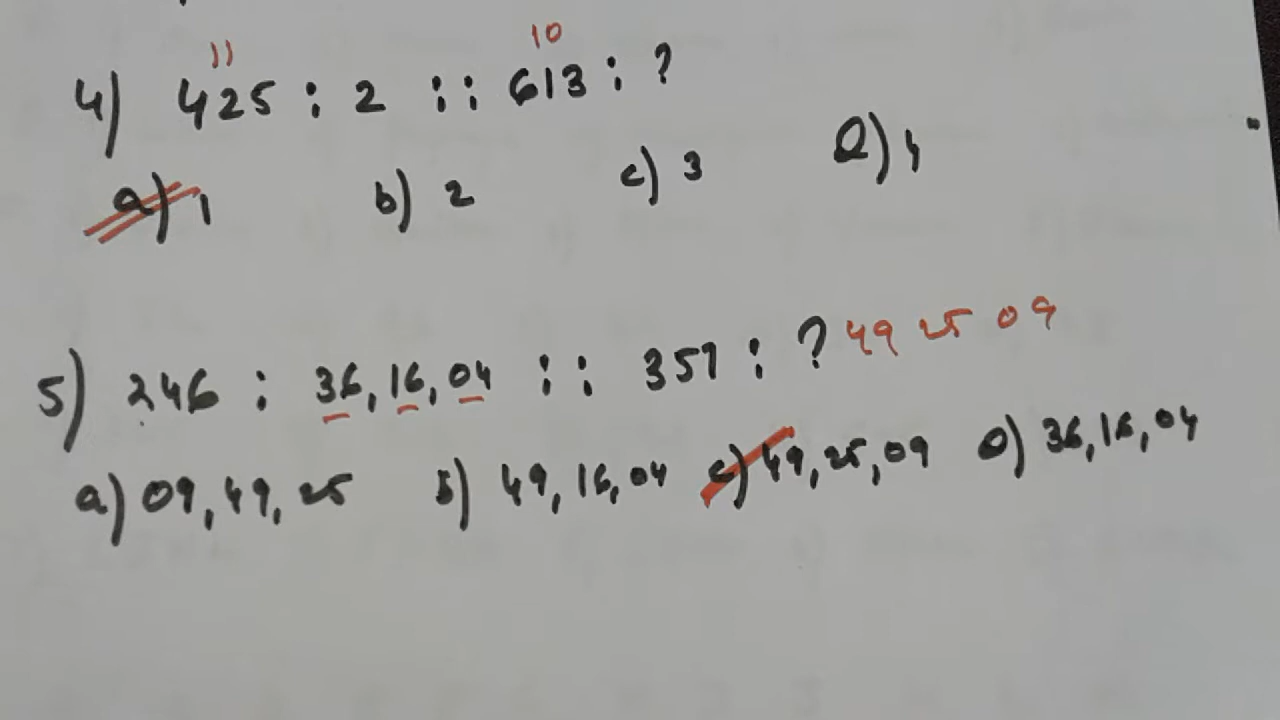 11 10
4) 425 : 2 :: 613 : ?
a) 1 b) 2 c) 3 D) 4
5) 246 : 36,16,04 :: 357 : ? 49 25 09
a) 09,49,25 b) 49,16,04 c) 49,25,09 D) 36,16,04